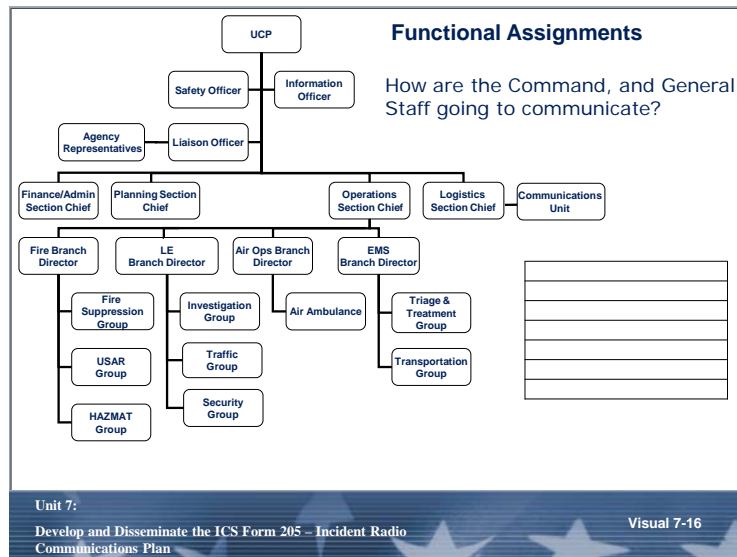 UCP
Functional Assignments
How are the Command, and General
Staff going to communicate?
Safety Officer
Information
Officer
Agency
Representatives
Liaison Officer
Finance/Admin
Section Chief
Planning Section
Chief
Operations
Section Chief
Logistics
Section Chief
Communications
Unit
Fire Branch
Director
LE
Branch Director
Air Ops Branch
Director
EMS
Branch Director
Fire
Suppression
Group
Investigation
Group
Air Ambulance
Triage &
Treatment
Group
USAR
Group
Traffic
Group
Transportation
Group
HAZMAT
Group
Security
Group
Unit 7:
Develop and Disseminate the ICS Form 205 – Incident Radio
Communications Plan
Visual 7-16